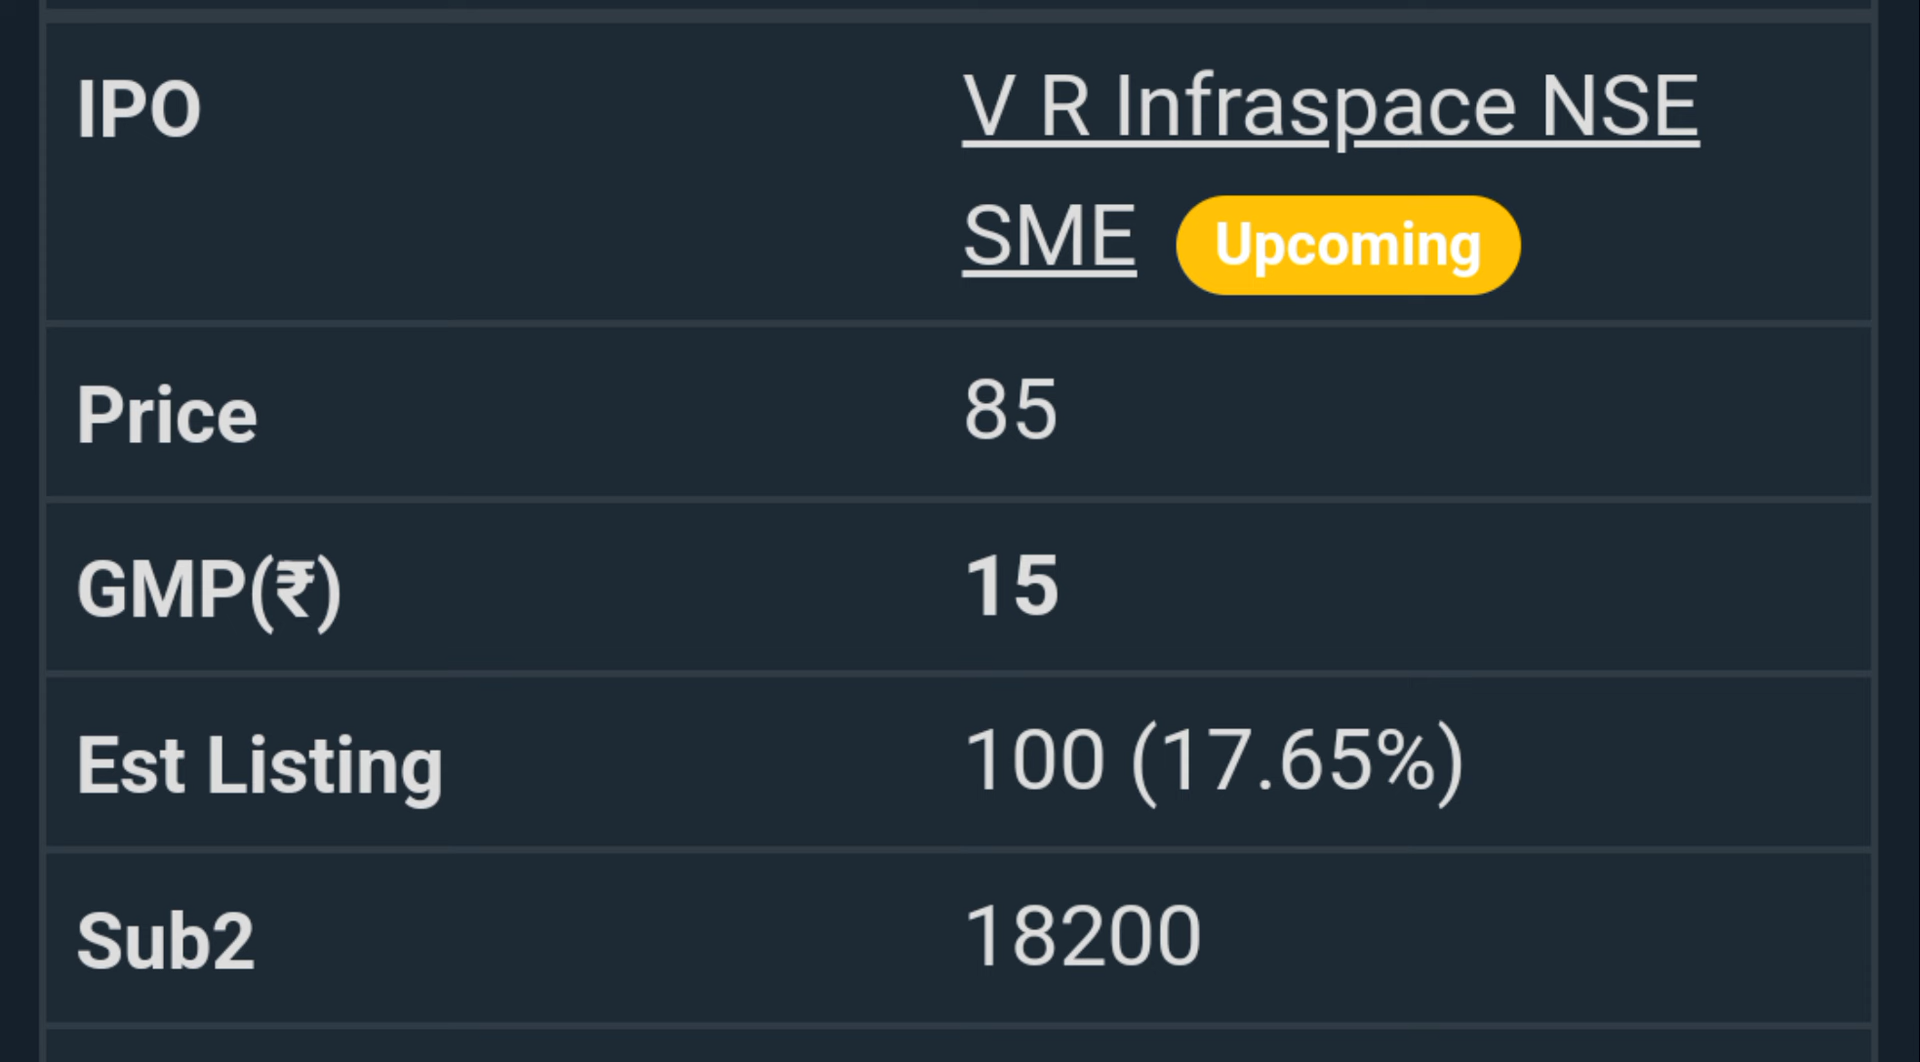 IPO V R Infraspace NSE
SME Upcoming
Price 85
GMP(₹) 15
Est Listing 100 (17.65%)
Sub2 18200